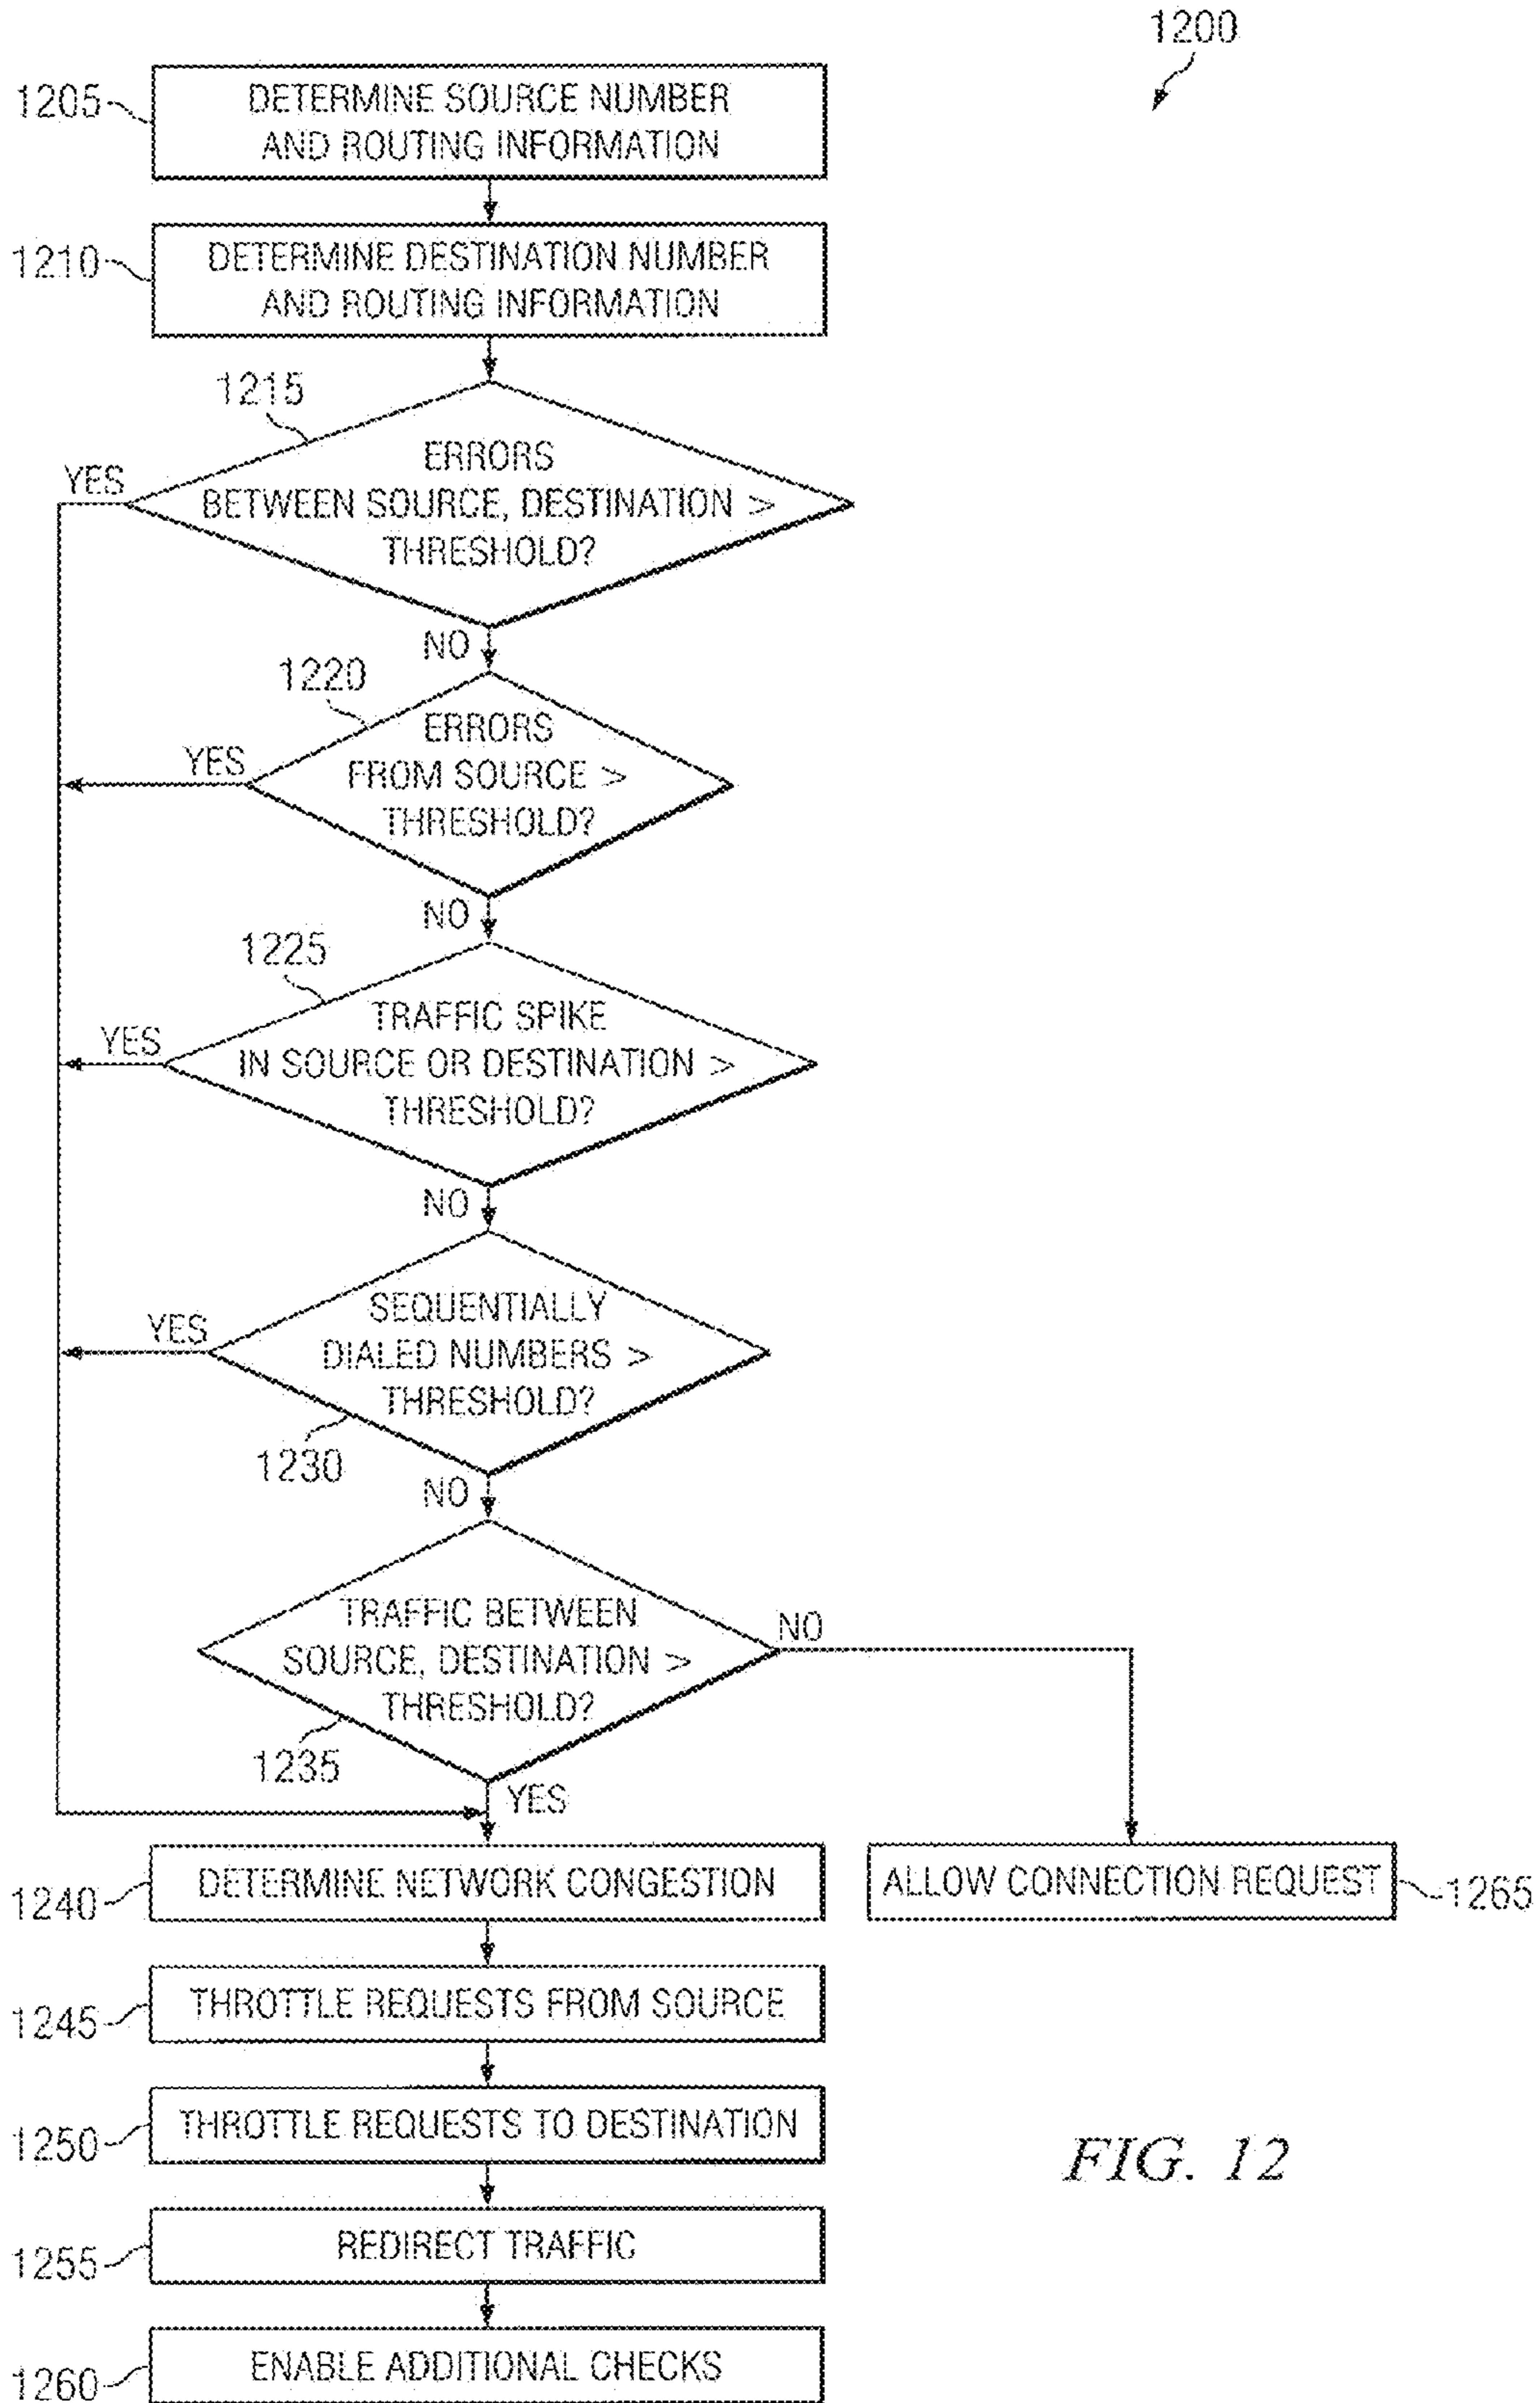 1200
1205
DETERMINE SOURCE NUMBER
AND ROUTING INFORMATION
1210
DETERMINE DESTINATION NUMBER
AND ROUTING INFORMATION
1215
YES
ERRORS
BETWEEN SOURCE, DESTINATION >
THRESHOLD?
NO
1220
YES
ERRORS
FROM SOURCE >
THRESHOLD?
NO
1225
YES
TRAFFIC SPIKE
IN SOURCE OR DESTINATION >
THRESHOLD?
NO
YES
SEQUENTIALLY
DIALED NUMBERS >
THRESHOLD?
1230
NO
TRAFFIC BETWEEN
SOURCE, DESTINATION >
THRESHOLD?
NO
1235
YES
1240
DETERMINE NETWORK CONGESTION
ALLOW CONNECTION REQUEST
1265
1245
THROTTLE REQUESTS FROM SOURCE
1250
THROTTLE REQUESTS TO DESTINATION
FIG. 12
1255
REDIRECT TRAFFIC
1260
ENABLE ADDITIONAL CHECKS